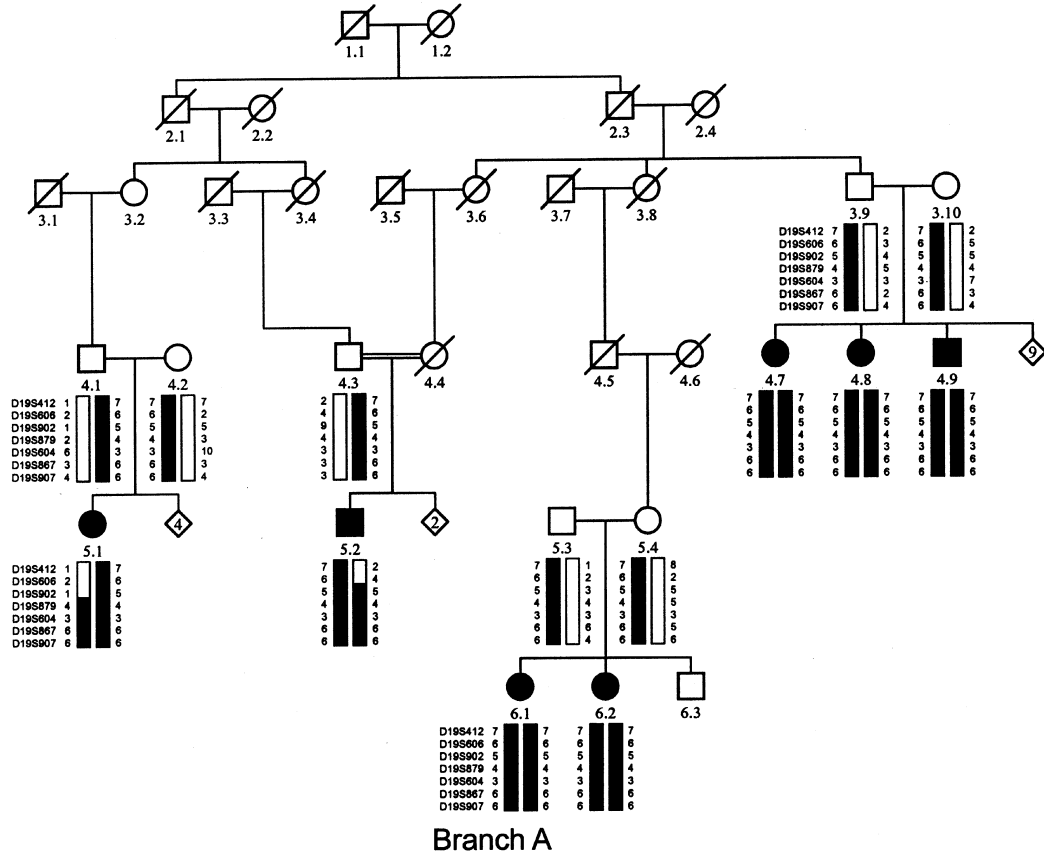 1.1 1.2
2.1 2.2 2.3 2.4
3.1 3.2 3.3 3.4 3.5 3.6 3.7 3.8 3.9 3.10
D19S412 7 2 7 2
D19S606 6 3 6 5
D19S902 5 4 5 5
D19S879 4 5 4 4
D19S604 3 3 3 7
D19S867 6 2 6 3
D19S907 6 4 6 4
9
4.1 4.2 4.3 4.4 4.5 4.6 4.7 4.8 4.9
D19S412 1 7 7 7 2 7 7 7 7 7 7 7
D19S606 2 6 6 2 4 6 6 6 6 6 6 6
D19S902 1 5 5 5 9 5 5 5 5 5 5 5
D19S879 2 4 4 3 4 4 4 4 4 4 4 4
D19S604 6 3 3 10 3 3 3 3 3 3 3 3
D19S867 3 6 6 3 3 6 6 6 6 6 6 6
D19S907 4 6 6 4 3 6 6 6 6 6 6 6
4 2
5.1 5.2 5.3 5.4
D19S412 1 7 7 2 7 1 7 8
D19S606 2 6 6 4 6 2 6 2
D19S902 1 5 5 5 5 3 5 5
D19S879 4 4 4 4 4 4 4 5
D19S604 3 3 3 3 3 3 3 3
D19S867 6 6 6 6 6 6 6 5
D19S907 6 6 6 6 6 4 6 6
6.1 6.2 6.3
D19S412 7 7 7 7
D19S606 6 6 6 6
D19S902 5 5 5 5
D19S879 4 4 4 4
D19S604 3 3 3 3
D19S867 6 6 6 6
D19S907 6 6 6 6
Branch A